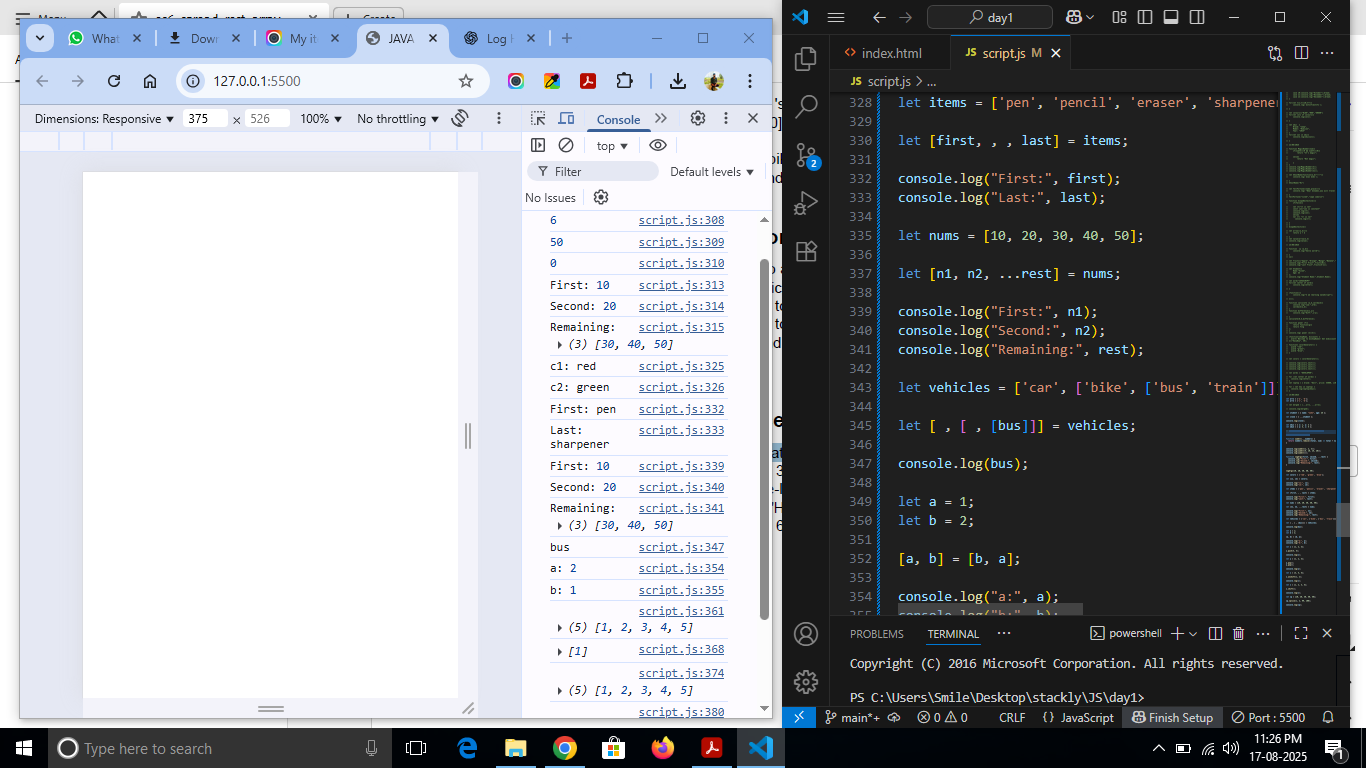 Menu
Create
What
Down
My it
JAVA
Log
127.0.0.1:5500
Dimensions: Responsive
375
×
526
100%
No throttling
Console
top
Filter
Default levels
No Issues
6 script.js:308
50 script.js:309
0 script.js:310
First: 10 script.js:313
Second: 20 script.js:314
Remaining: script.js:315
(3) [30, 40, 50]
c1: red script.js:325
c2: green script.js:326
First: pen script.js:332
Last: script.js:333
sharpener
First: 10 script.js:339
Second: 20 script.js:340
Remaining: script.js:341
(3) [30, 40, 50]
bus script.js:347
a: 2 script.js:354
b: 1 script.js:355
script.js:361
(5) [1, 2, 3, 4, 5]
script.js:368
[1]
script.js:374
(5) [1, 2, 3, 4, 5]
script.js:380
day1
index.html
JS script.js M
JS script.js > ...
328 let items = ['pen', 'pencil', 'eraser', 'sharpene
329
330 let [first, , , last] = items;
331
332 console.log("First:", first);
333 console.log("Last:", last);
334
335 let nums = [10, 20, 30, 40, 50];
336
337 let [n1, n2, ...rest] = nums;
338
339 console.log("First:", n1);
340 console.log("Second:", n2);
341 console.log("Remaining:", rest);
342
343 let vehicles = ['car', ['bike', ['bus', 'train']]
344
345 let [ , [ , [bus]]] = vehicles;
346
347 console.log(bus);
348
349 let a = 1;
350 let b = 2;
351
352 [a, b] = [b, a];
353
354 console.log("a:", a);
355 console.log("b:", b);
2
PROBLEMS
TERMINAL
...
powershell
Copyright (C) 2016 Microsoft Corporation. All rights reserved.
PS C:\Users\Smile\Desktop\stackly\JS\day1>
main*+
0
0
CRLF
{} JavaScript
Finish Setup
Port : 5500
Type here to search
11:26 PM
17-08-2025
1